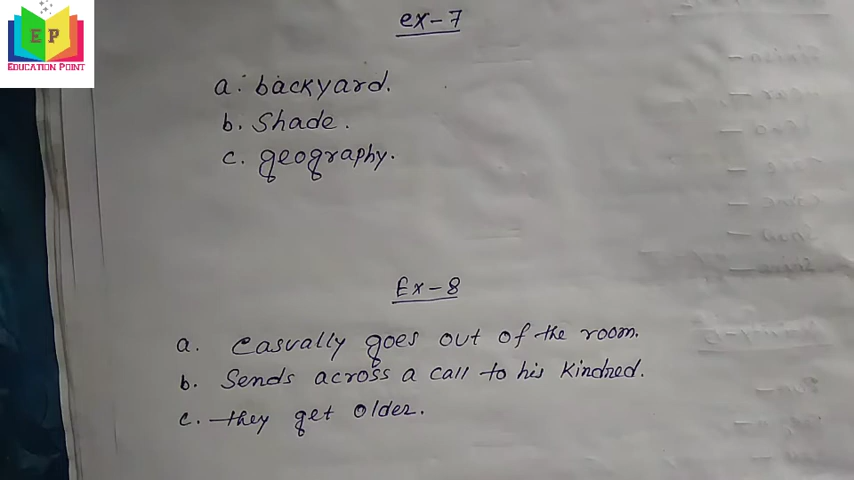 EP
EDUCATION POINT
ex-7
a. backyard.
b. Shade.
c. geography.
Ex-8
a. Casually goes out of the room.
b. Sends across a call to his kindred.
c. they get older.